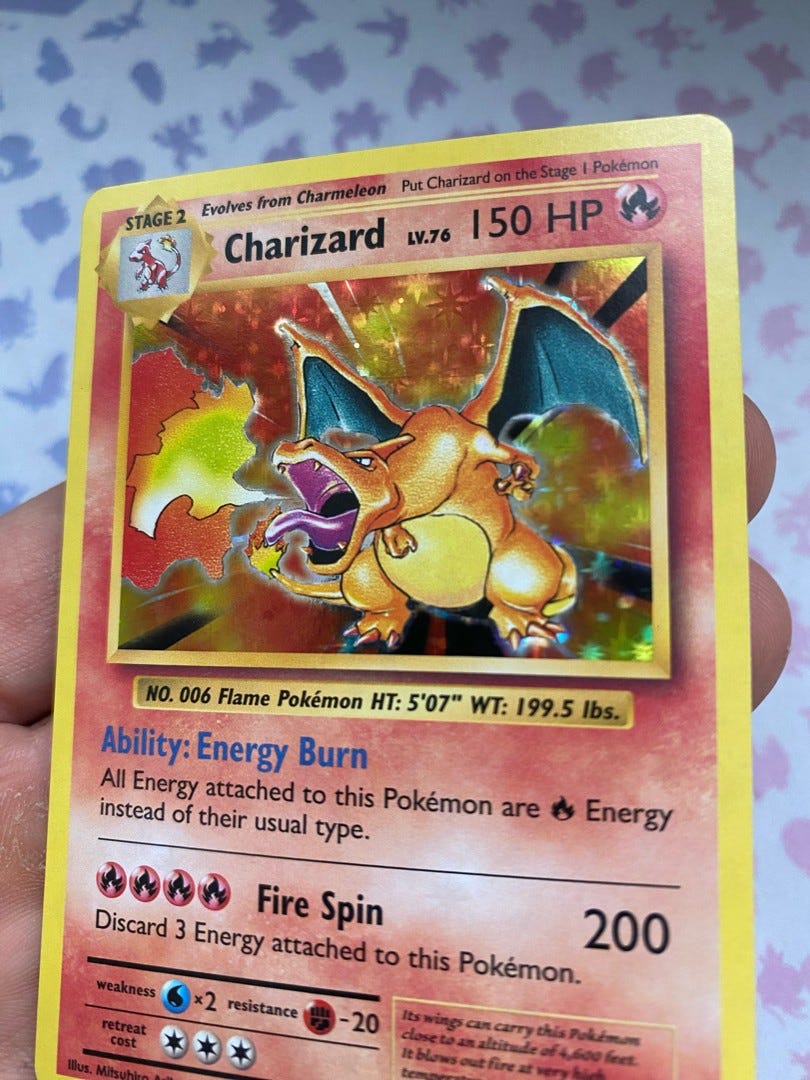 STAGE 2 Evolves from Charmeleon Put Charizard on the Stage 1 Pokémon
Charizard LV.76 150 HP
NO. 006 Flame Pokémon HT: 5'07" WT: 199.5 lbs.
Ability: Energy Burn
All Energy attached to this Pokémon are Energy
instead of their usual type.
Fire Spin 200
Discard 3 Energy attached to this Pokémon.
weakness ×2 resistance -20
retreat
cost
Its wings can carry this Pokémon
close to an altitude of 4,600 feet.
It blows out fire at very high
Illus. Mitsuhiro